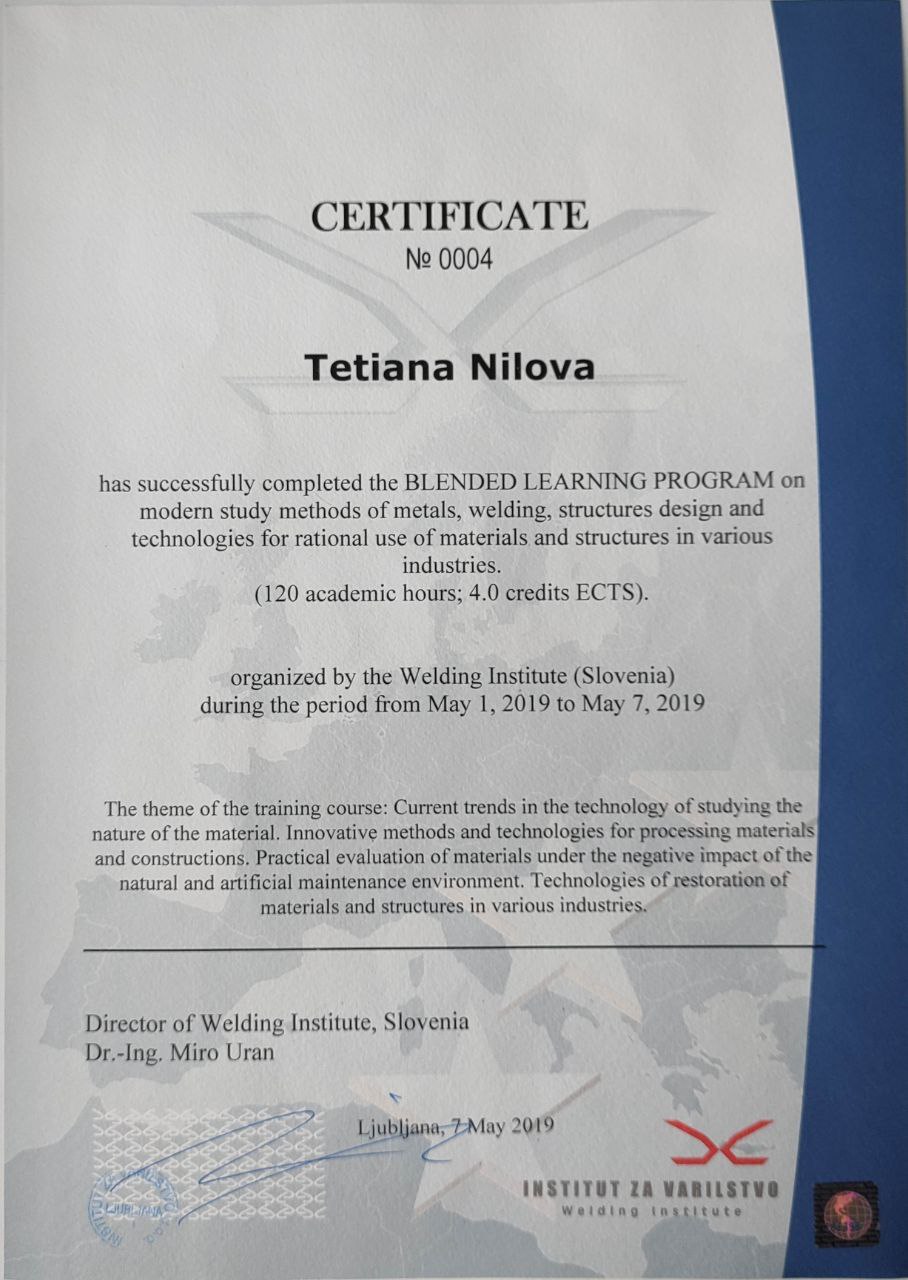 CERTIFICATE
№ 0004
Tetiana Nilova
has successfully completed the BLENDED LEARNING PROGRAM on
modern study methods of metals, welding, structures design and
technologies for rational use of materials and structures in various
industries.
(120 academic hours; 4.0 credits ECTS).
organized by the Welding Institute (Slovenia)
during the period from May 1, 2019 to May 7, 2019
The theme of the training course: Current trends in the technology of studying the
nature of the material. Innovative methods and technologies for processing materials
and constructions. Practical evaluation of materials under the negative impact of the
natural and artificial maintenance environment. Technologies of restoration of
materials and structures in various industries.
Director of Welding Institute, Slovenia
Dr.-Ing. Miro Uran
Ljubljana, 7 May 2019
INSTITUT ZA VARILSTVO
Welding Institute
INSTITUT ZA VARILSTVO d.o.o.
LJUBLJANA